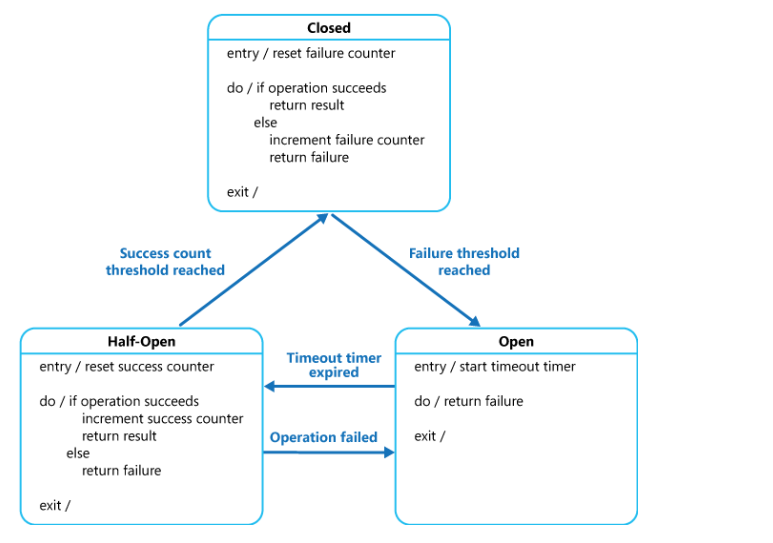 Closed
entry / reset failure counter
do / if operation succeeds
return result
else
increment failure counter
return failure
exit /
Success count
threshold reached
Failure threshold
reached
Half-Open
entry / reset success counter
do / if operation succeeds
increment success counter
return result
else
return failure
exit /
Timeout timer
expired
Operation failed
Open
entry / start timeout timer
do / return failure
exit /